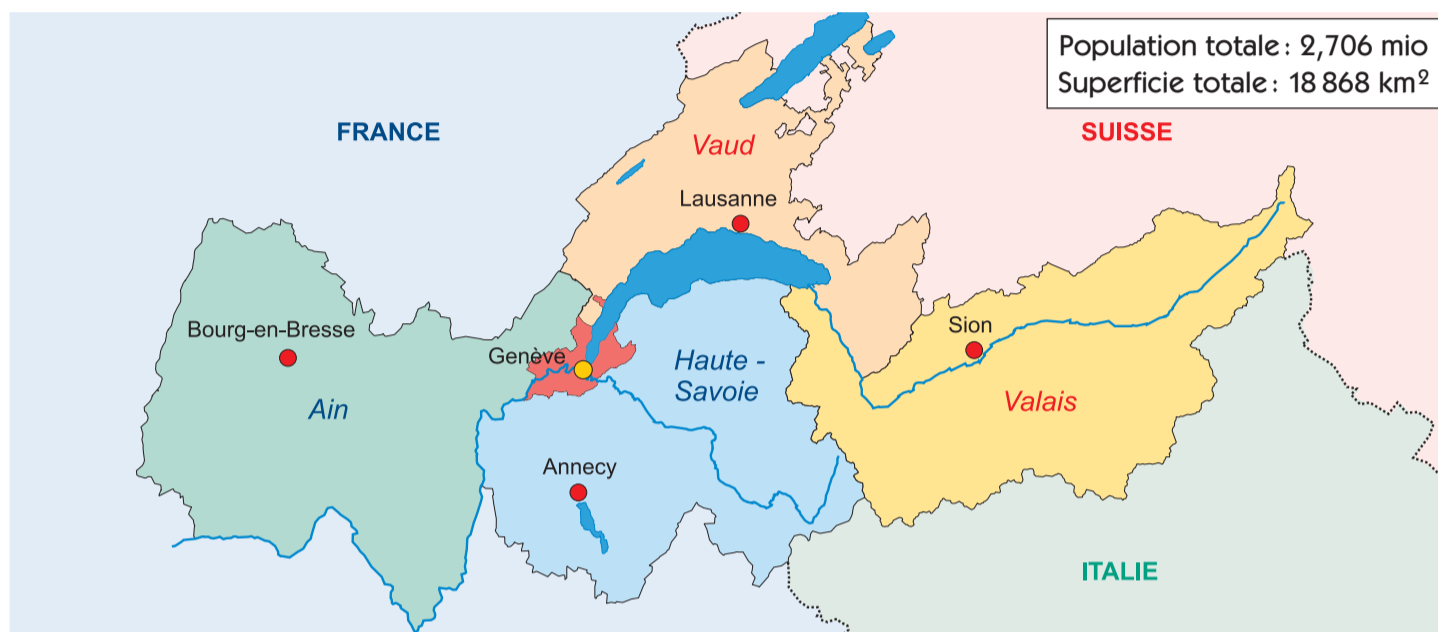 Population totale : 2,706 mio
Superficie totale : 18 868 km²
FRANCE
SUISSE
Vaud
Lausanne
Bourg-en-Bresse
Genève
Sion
Haute -
Savoie
Ain
Valais
Annecy
ITALIE